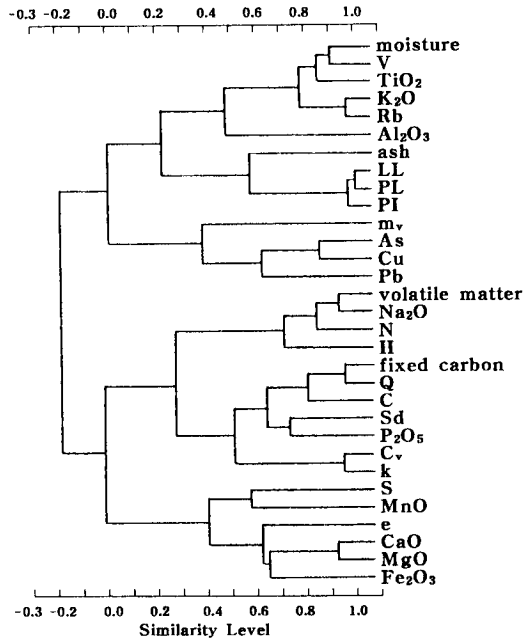 -0.3 -0.2 0.0 0.2 0.4 0.6 0.8 1.0
moisture
V
TiO₂
K₂O
Rb
Al₂O₃
ash
LL
PL
PI
mᵥ
As
Cu
Pb
volatile matter
Na₂O
N
H
fixed carbon
Q
C
Sd
P₂O₅
Cᵥ
k
S
MnO
e
CaO
MgO
Fe₂O₃
-0.3 -0.2 0.0 0.2 0.4 0.6 0.8 1.0
Similarity Level